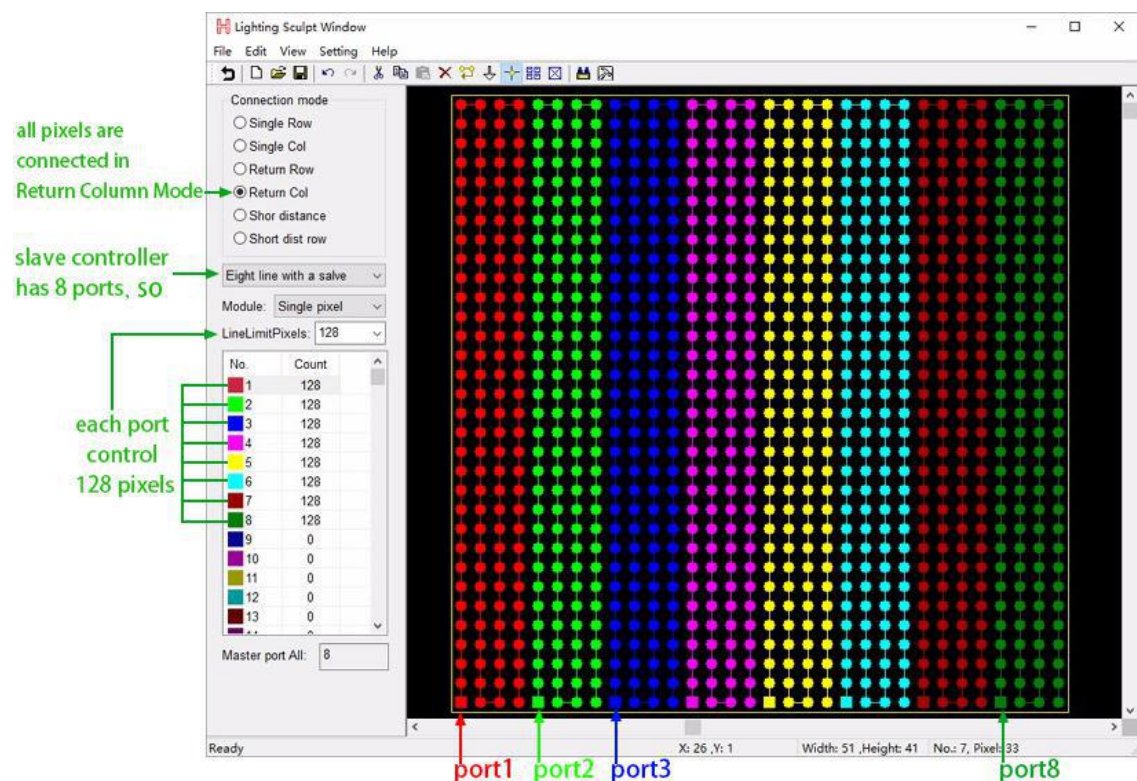 Lighting Sculpt Window
File Edit View Setting Help
Connection mode
Single Row
Single Col
Return Row
Return Col
Shor distance
Short dist row
Eight line with a salve
Module: Single pixel
LineLimitPixels: 128
No. Count
1 128
2 128
3 128
4 128
5 128
6 128
7 128
8 128
9 0
10 0
11 0
12 0
13 0
Master port All: 8
Ready
X: 26 ,Y: 1
Width: 51 ,Height: 41
No.: 7, Pixel: 33
all pixels are
connected in
Return Column Mode
slave controller
has 8 ports, so
each port
control
128 pixels
port1
port2
port3
port8